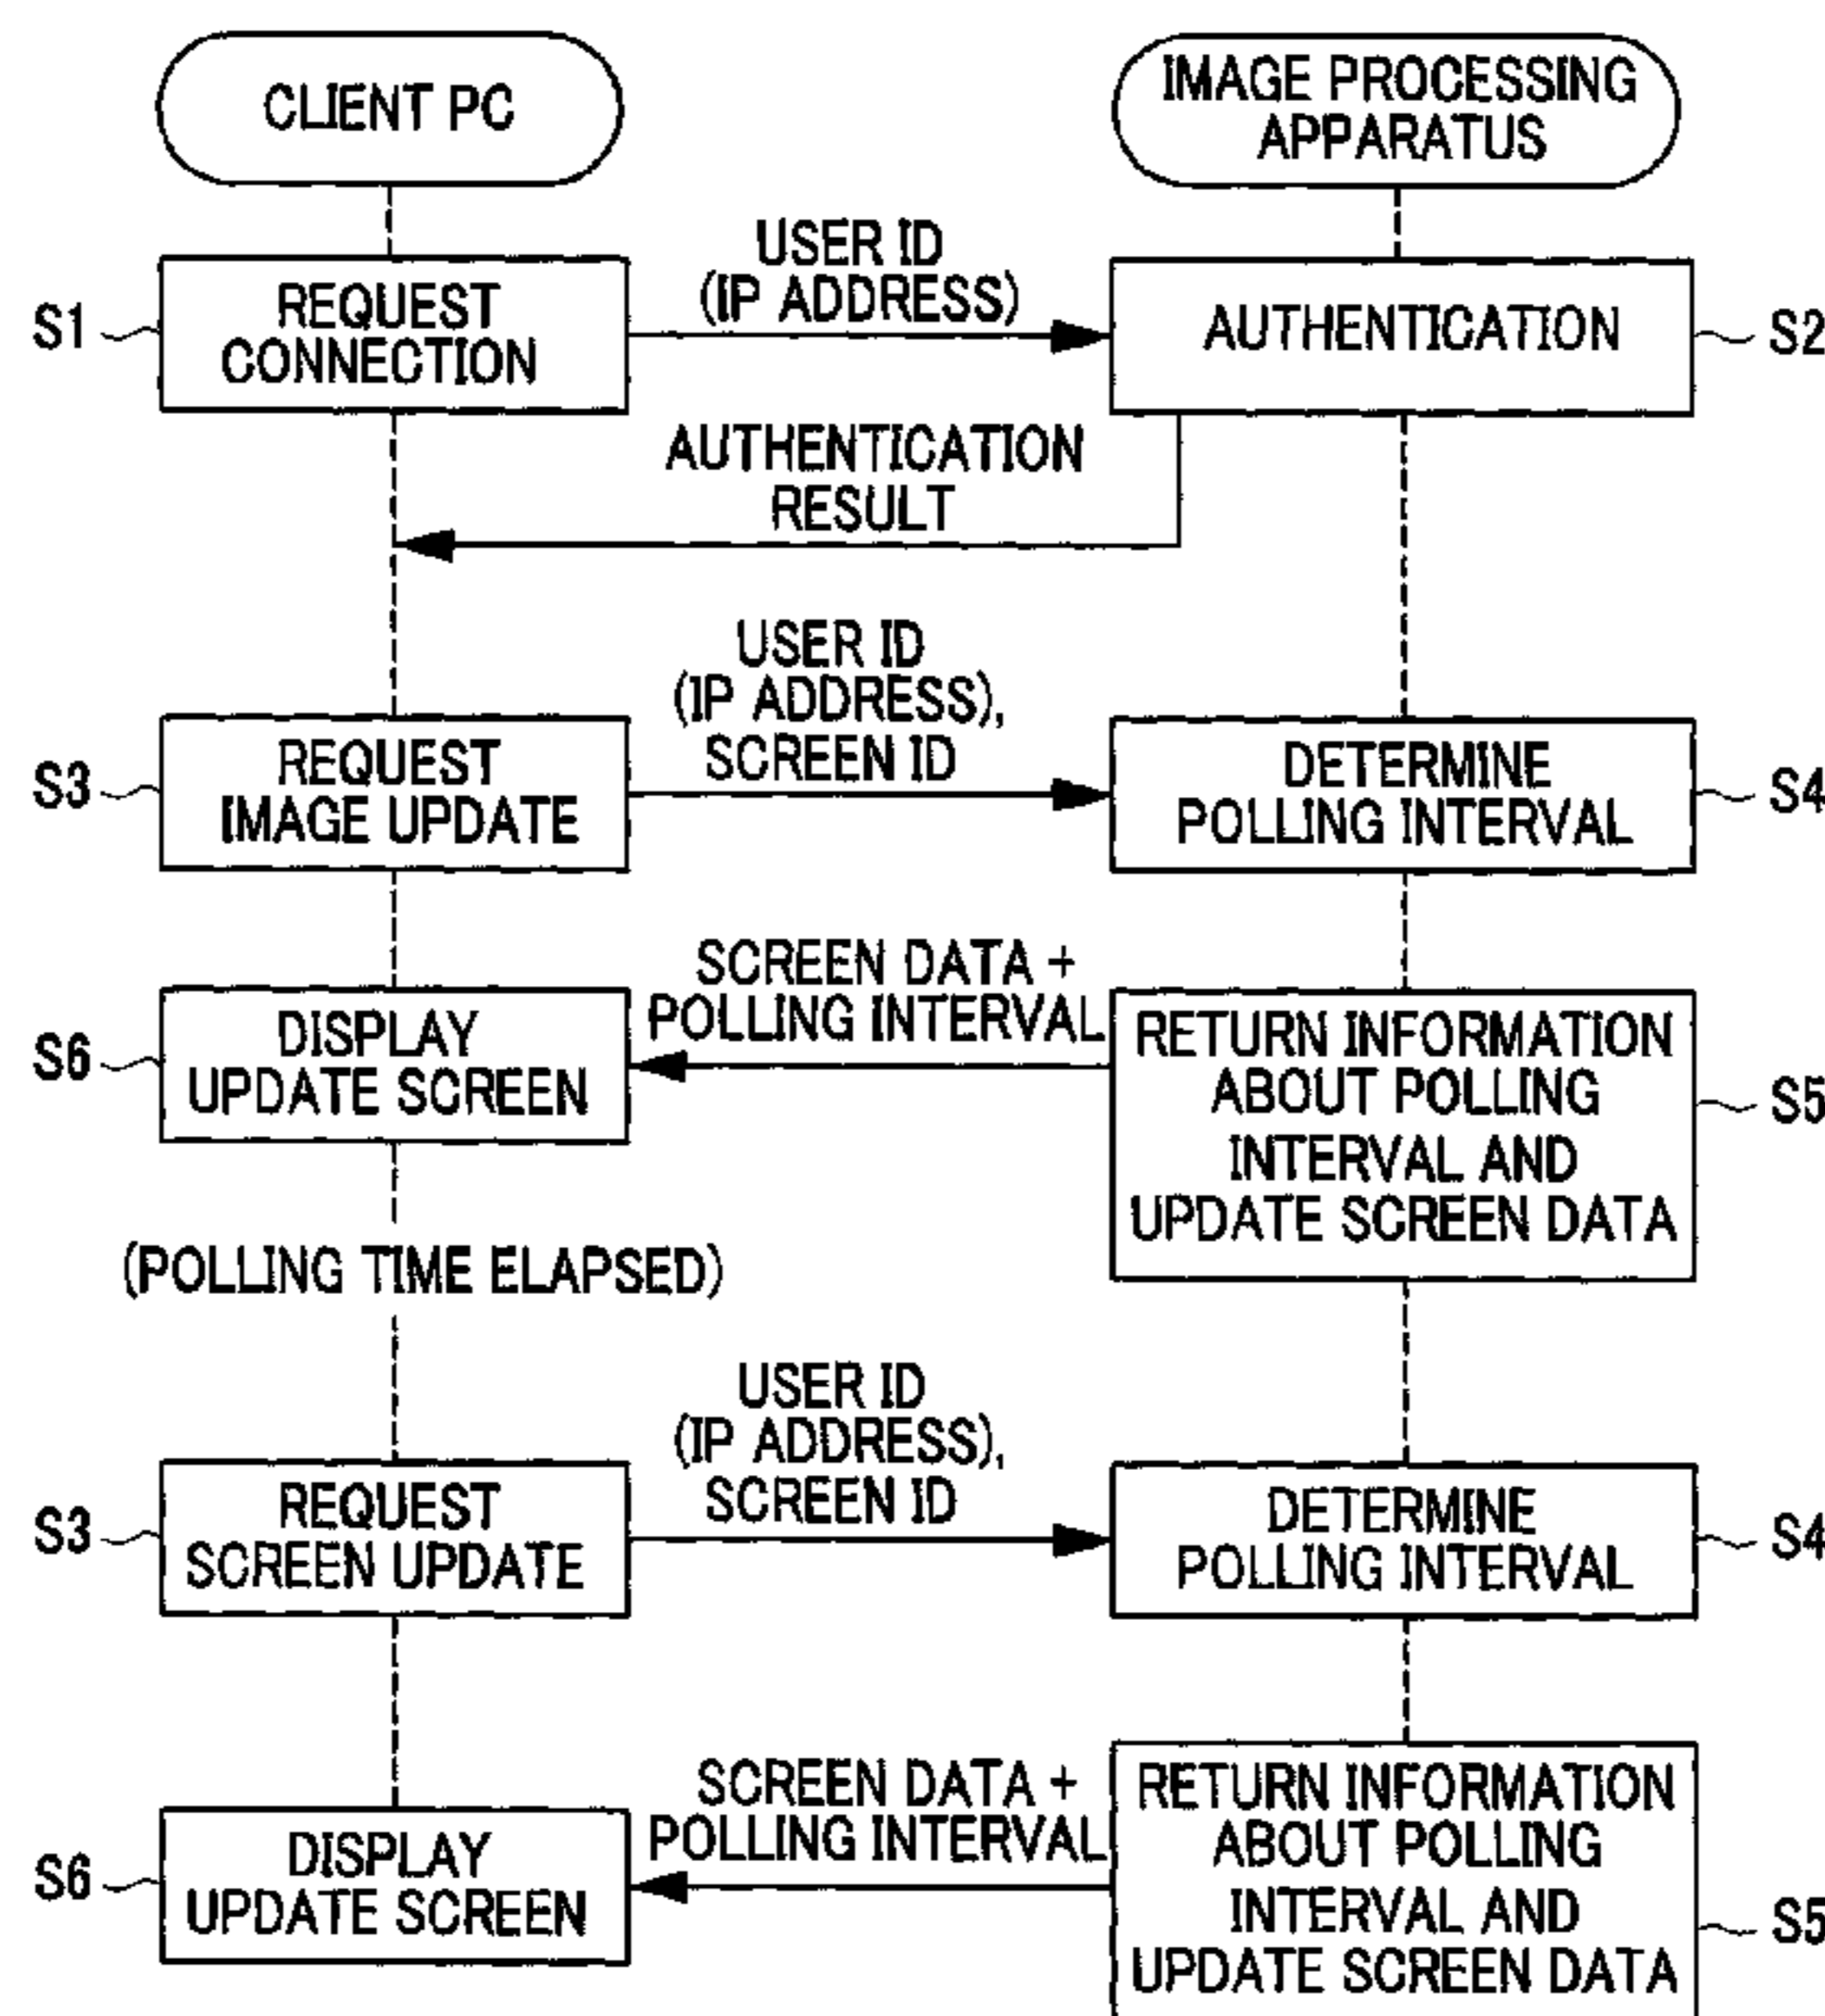 CLIENT PC
IMAGE PROCESSING
APPARATUS
S1
REQUEST
CONNECTION
USER ID
(IP ADDRESS)
AUTHENTICATION
S2
AUTHENTICATION
RESULT
S3
REQUEST
IMAGE UPDATE
USER ID
(IP ADDRESS),
SCREEN ID
DETERMINE
POLLING INTERVAL
S4
S6
DISPLAY
UPDATE SCREEN
SCREEN DATA +
POLLING INTERVAL
RETURN INFORMATION
ABOUT POLLING
INTERVAL AND
UPDATE SCREEN DATA
S5
(POLLING TIME ELAPSED)
S3
REQUEST
SCREEN UPDATE
USER ID
(IP ADDRESS),
SCREEN ID
DETERMINE
POLLING INTERVAL
S4
S6
DISPLAY
UPDATE SCREEN
SCREEN DATA +
POLLING INTERVAL
RETURN INFORMATION
ABOUT POLLING
INTERVAL AND
UPDATE SCREEN DATA
S5